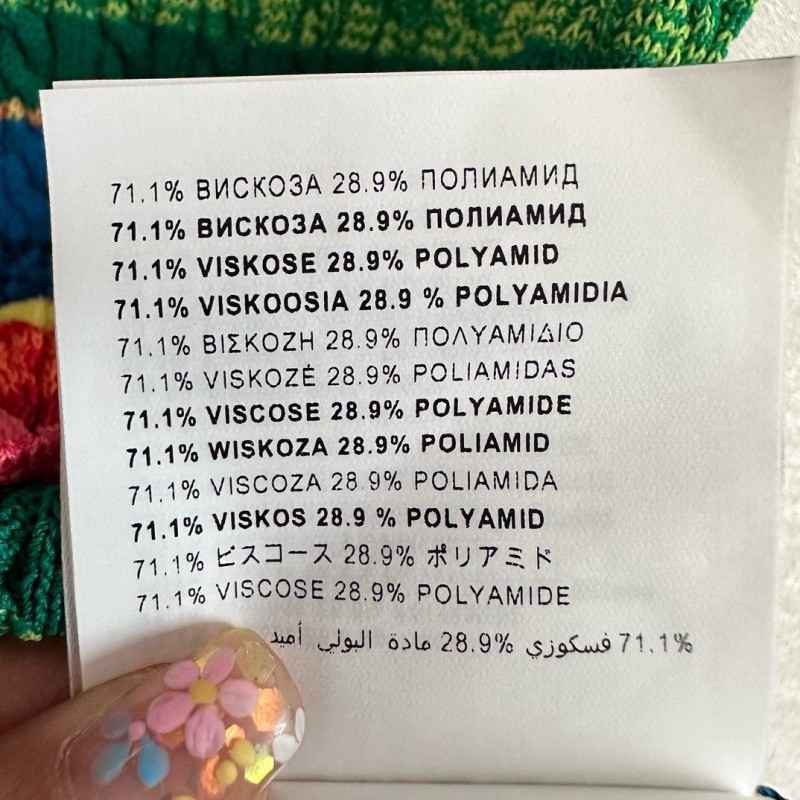 71.1% ВИСКОЗА 28.9% ПОЛИАМИД
71.1% ВИСКОЗА 28.9% ПОЛИАМИД
71.1% VISKOSE 28.9% POLYAMID
71.1% VISKOOSIA 28.9 % POLYAMIDIA
71.1% ΒΙΣΚΟΖΗ 28.9% ΠΟΛΥΑΜΙΔΙΟ
71.1% VISKOZĖ 28.9% POLIAMIDAS
71.1% VISCOSE 28.9% POLYAMIDE
71.1% WISKOZA 28.9% POLIAMID
71.1% VISCOZA 28.9% POLIAMIDA
71.1% VISKOS 28.9 % POLYAMID
71.1% ビスコース 28.9% ポリアミド
71.1% VISCOSE 28.9% POLYAMIDE
71.1% فسكوزي 28.9% مادة البولي أميد